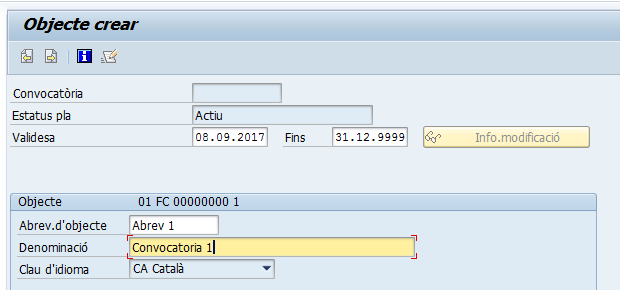 Objecte crear
Convocatòria
Estatus pla Actiu
Validesa 08.09.2017 Fins 31.12.9999 Info.modificació
Objecte 01 FC 00000000 1
Abrev.d'objecte Abrev 1
Denominació Convocatoria 1
Clau d'idioma CA Català